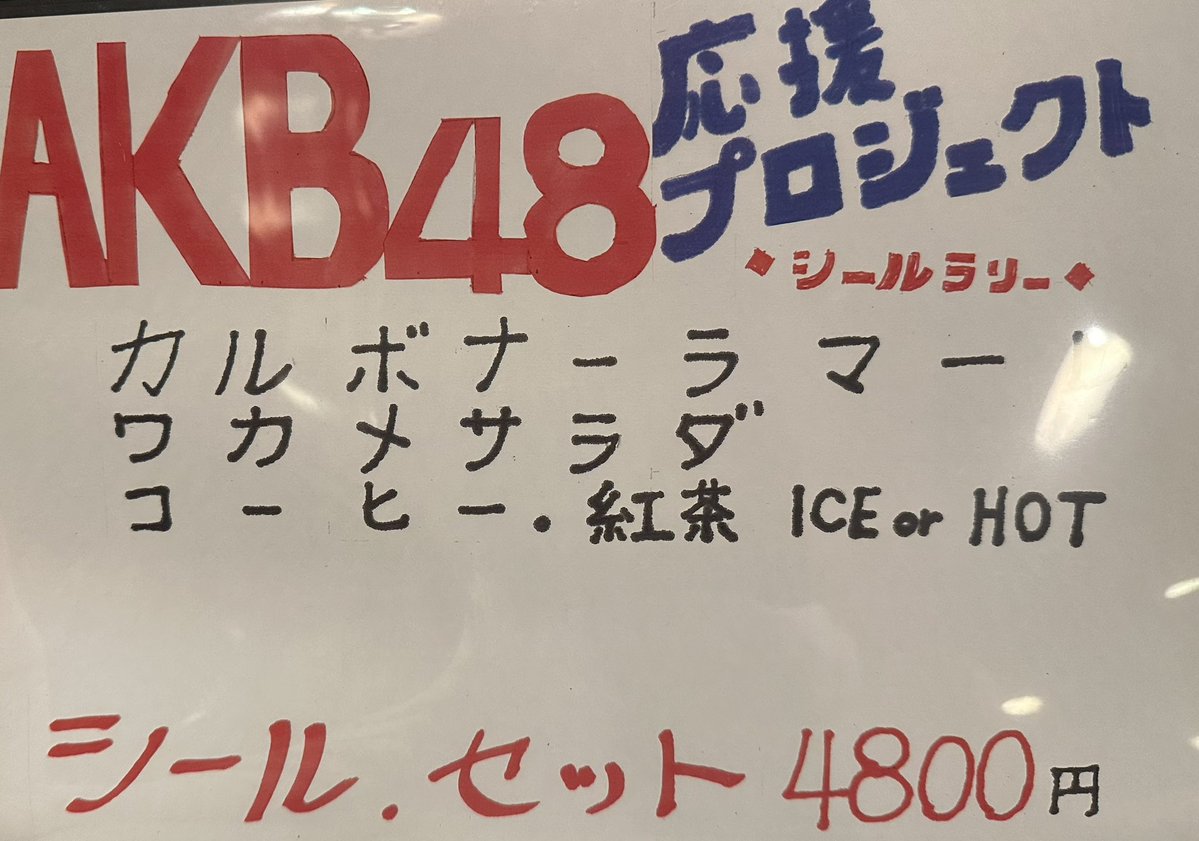 AKB48 応援
プロジェクト
◆シールラリー◆
カルボナーラ マー
ワカメサラダ
コーヒー・紅茶 ICE or HOT
シール・セット 4800円